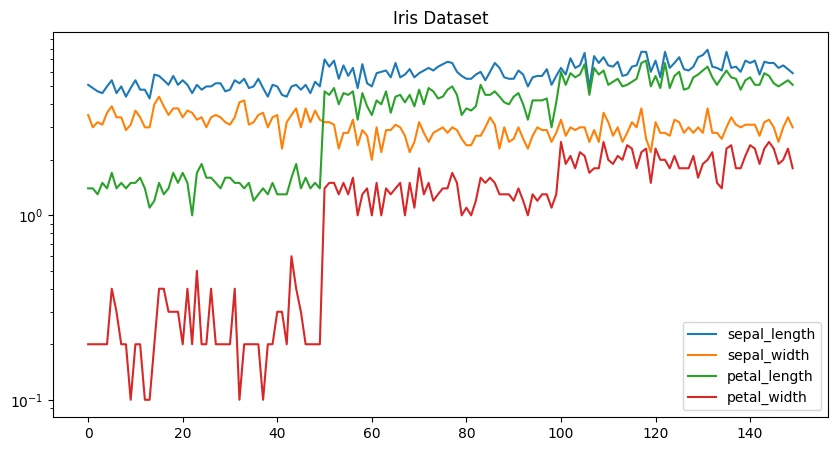 Iris Dataset
10⁰
10⁻¹
0 20 40 60 80 100 120 140
sepal_length
sepal_width
petal_length
petal_width